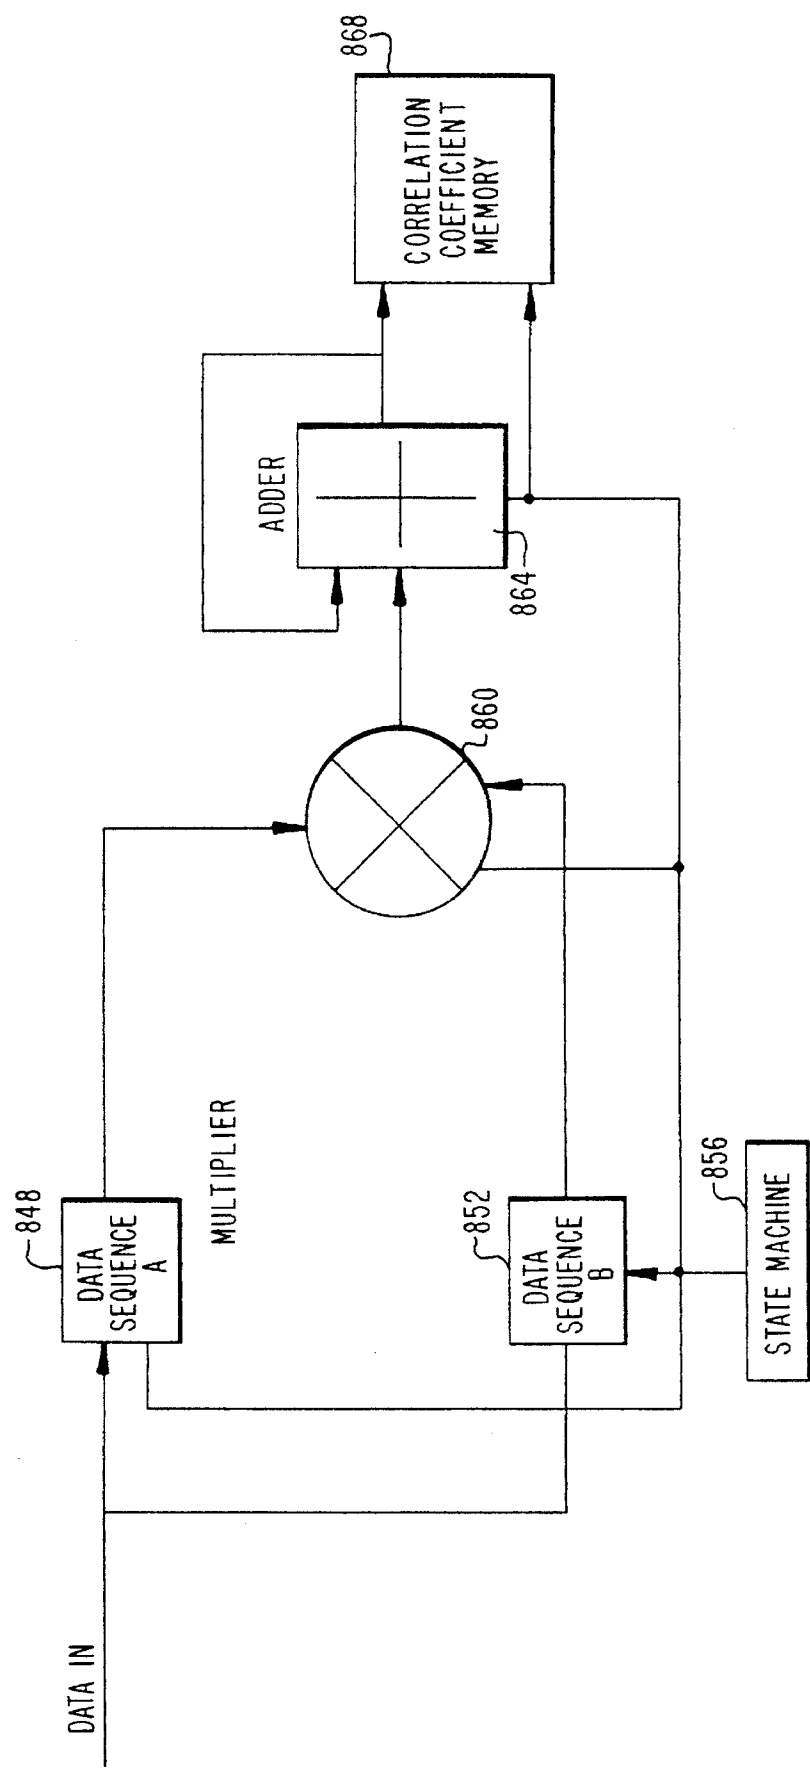 DATA IN
848
DATA
SEQUENCE
A
MULTIPLIER
852
DATA
SEQUENCE
B
856
STATE MACHINE
860
ADDER
864
868
CORRELATION
COEFFICIENT
MEMORY